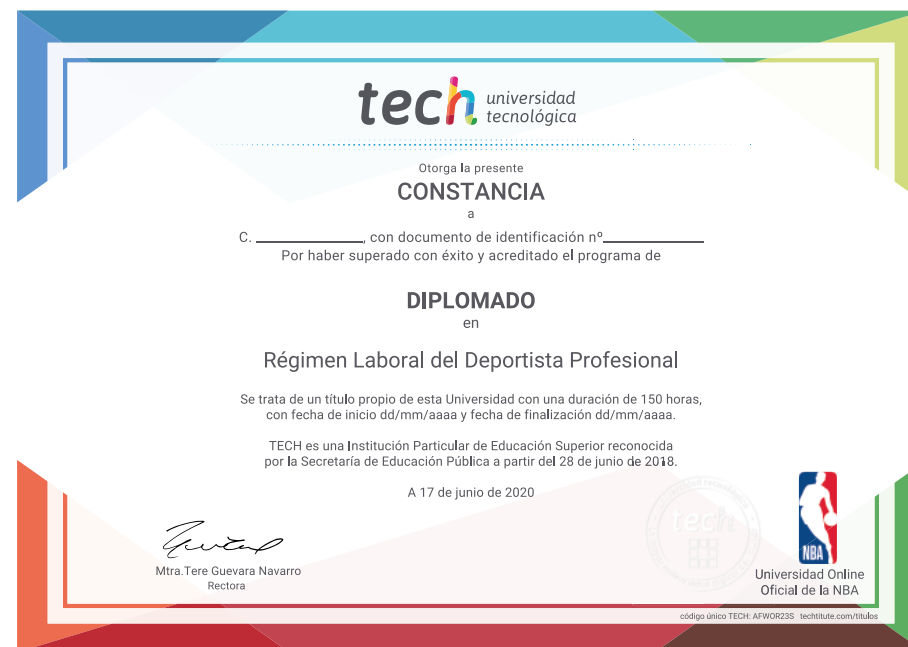 tech universidad
tecnológica
Otorga la presente
CONSTANCIA
a
C. ____________, con documento de identificación nº____________
Por haber superado con éxito y acreditado el programa de
DIPLOMADO
en
Régimen Laboral del Deportista Profesional
Se trata de un título propio de esta Universidad con una duración de 150 horas,
con fecha de inicio dd/mm/aaaa y fecha de finalización dd/mm/aaaa.
TECH es una Institución Particular de Educación Superior reconocida
por la Secretaría de Educación Pública a partir del 28 de junio de 2018.
A 17 de junio de 2020
tech
NBA
Mtra.Tere Guevara Navarro
Rectora
Universidad Online
Oficial de la NBA
código único TECH: AFWOR23S techtitute.com/titulos